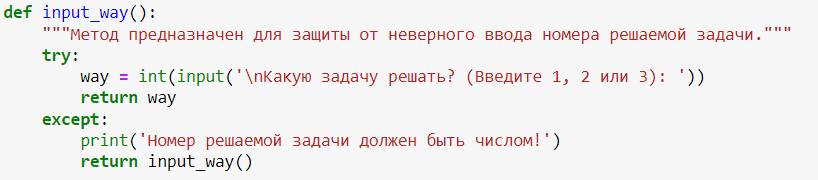 def input_way():
    """Метод предназначен для защиты от неверного ввода номера решаемой задачи."""
    try:
        way = int(input('\nКакую задачу решать? (Введите 1, 2 или 3): '))
        return way
    except:
        print('Номер решаемой задачи должен быть числом!')
        return input_way()